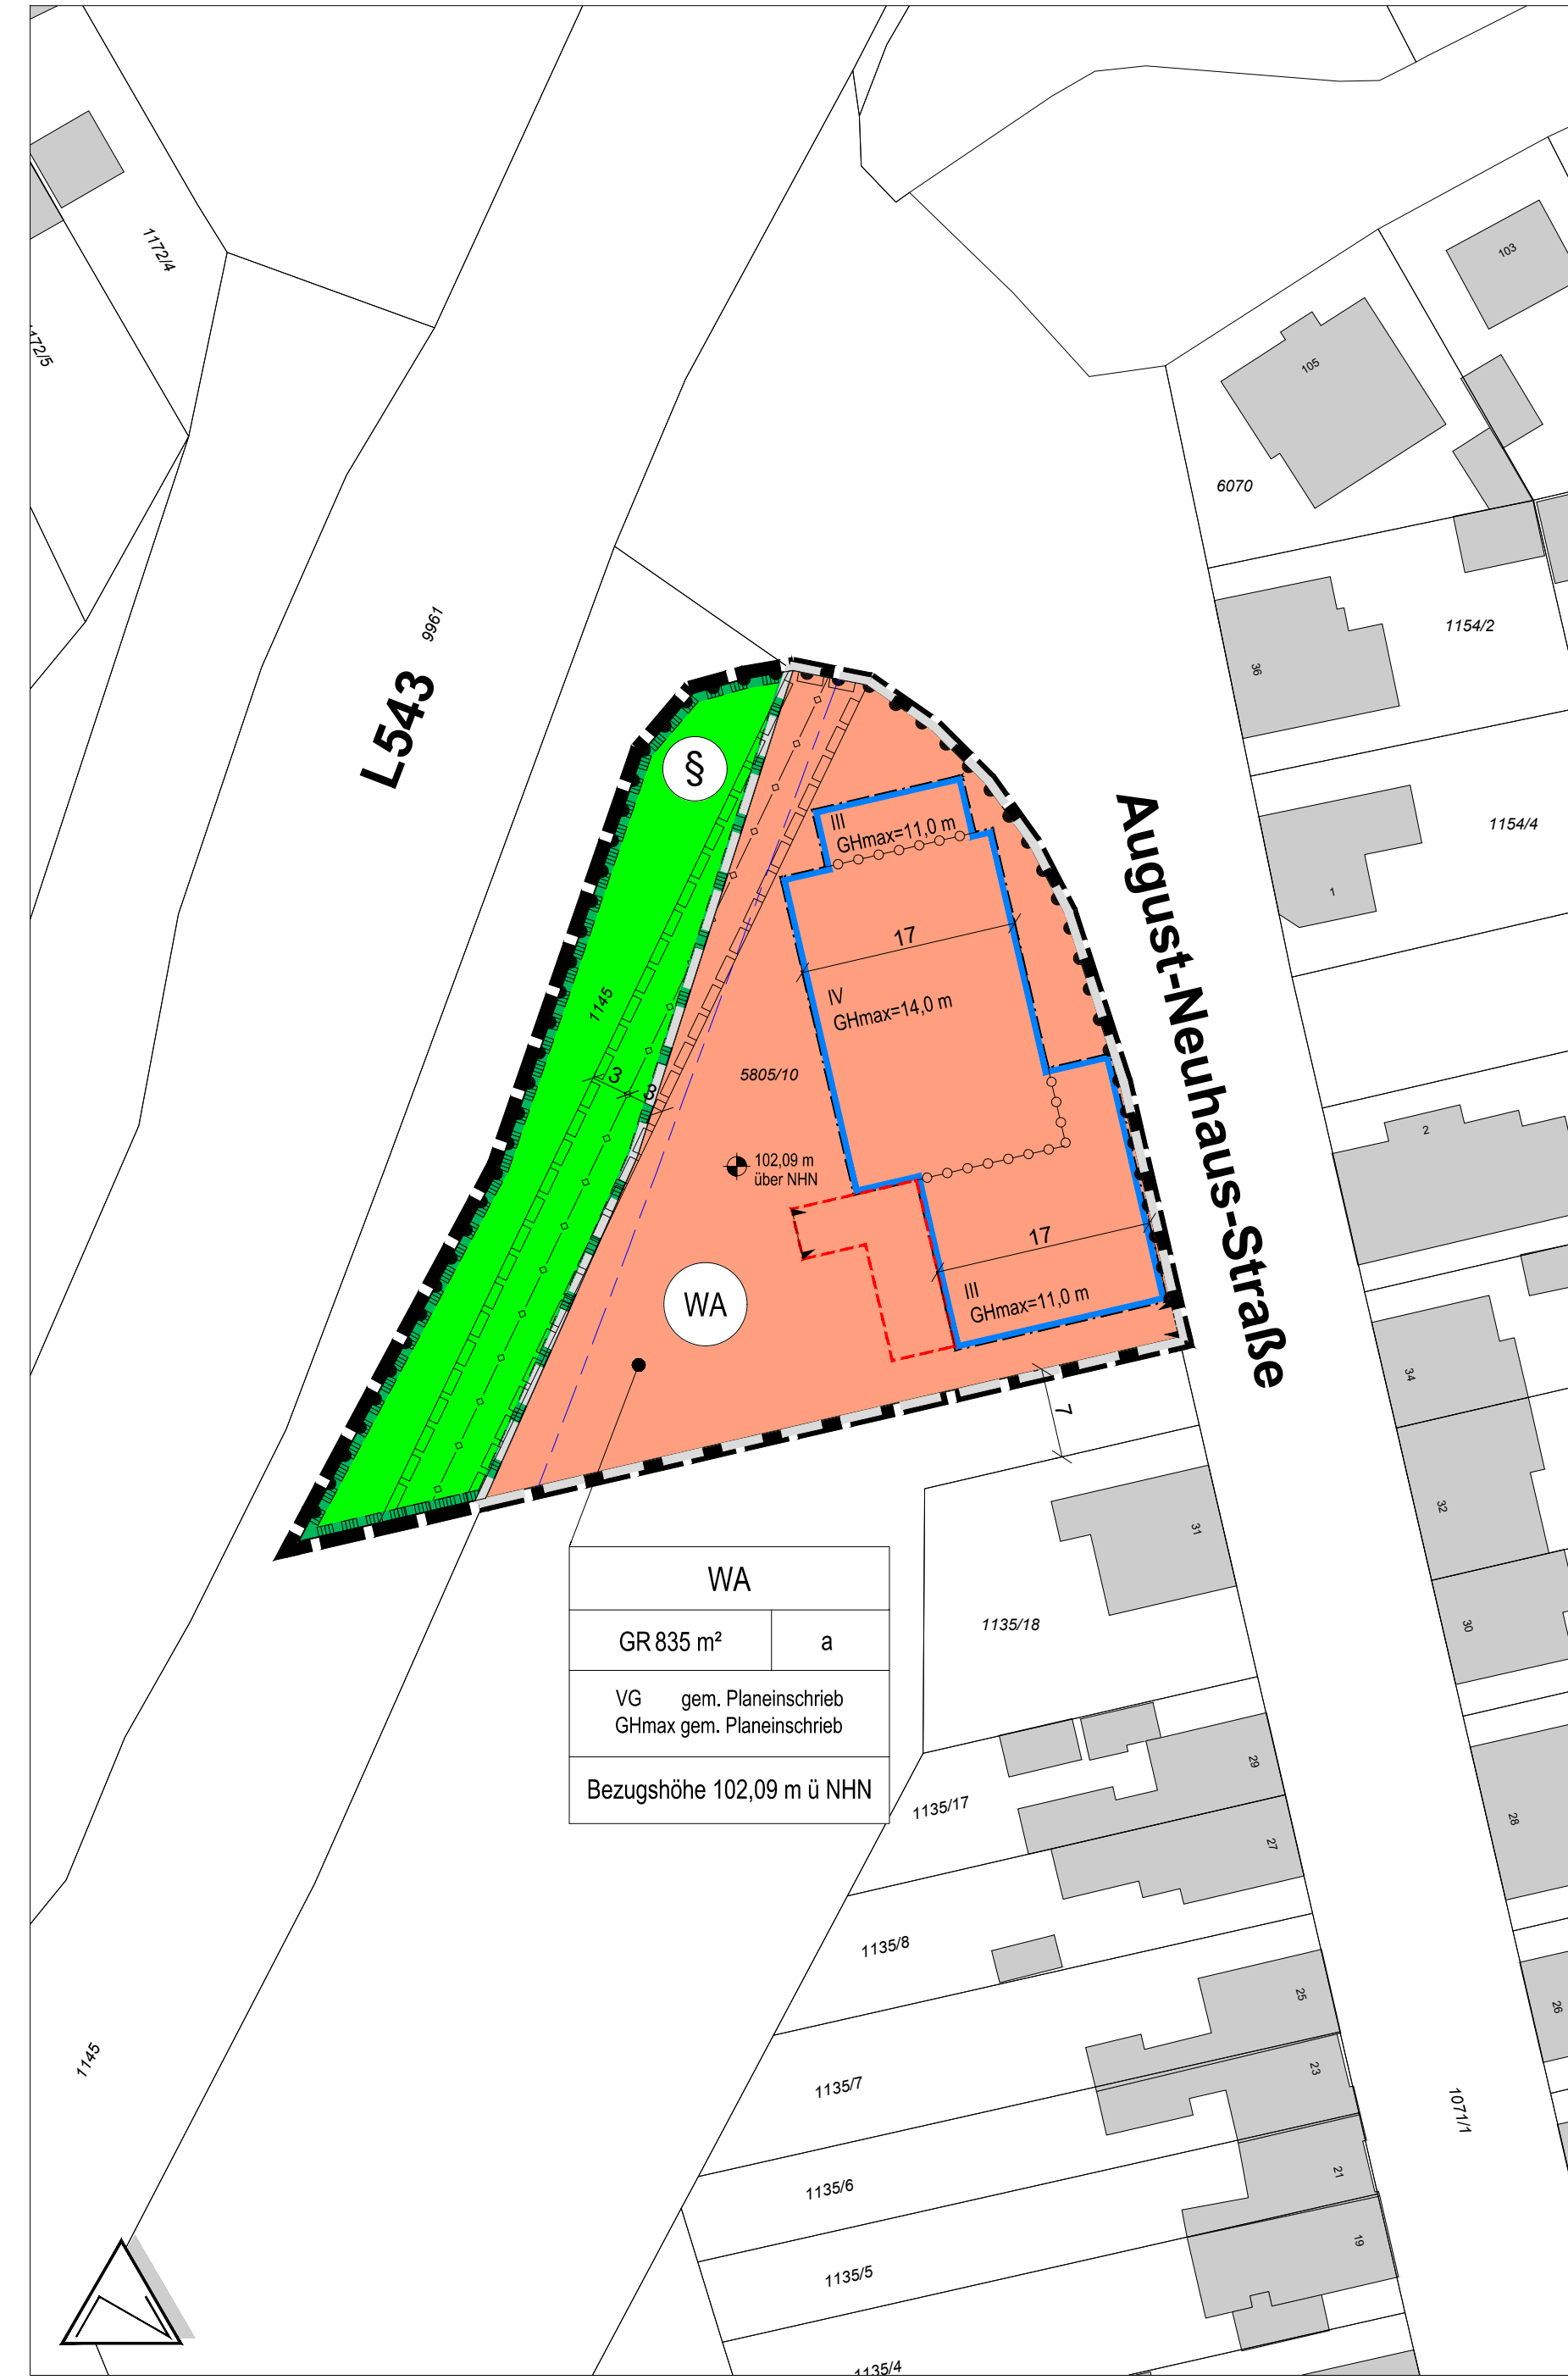 1172/4
103
105
6070
9961
L543
1154/2
36
§
August-Neuhaus-Straße
1154/4
III
GHmax=11,0 m
1
17
IV
GHmax=14,0 m
1145
3
3
5805/10
2
102,09 m
über NHN
17
III
GHmax=11,0 m
WA
34
7
32
31
30
WA
GR 835 m²
a
VG gem. Planeinschrieb
GHmax gem. Planeinschrieb
Bezugshöhe 102,09 m ü NHN
1135/18
29
28
1135/17
27
1135/8
25
26
1145
1135/7
23
1071/1
1135/6
21
19
1135/5
1135/4